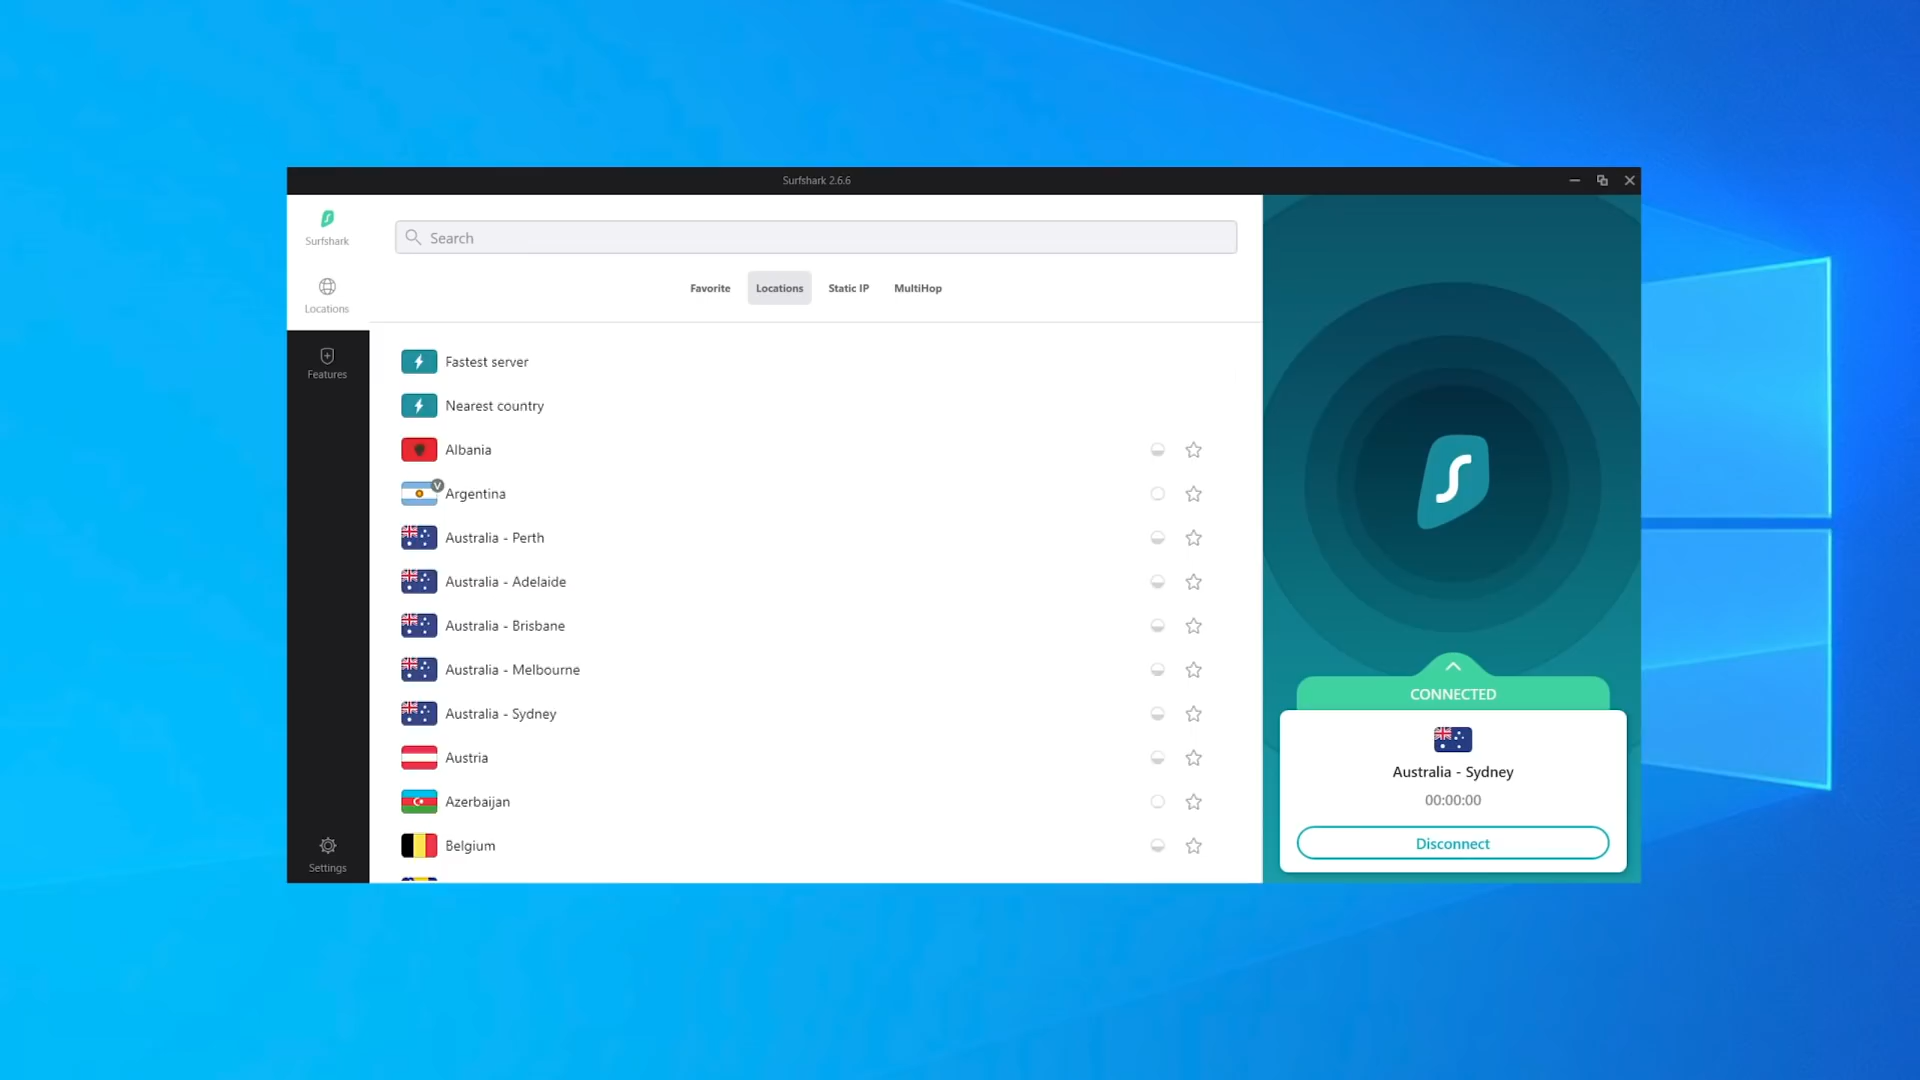 Surfshark 2.6.6
Surfshark
Locations
Features
Settings
Search
Favorite
Locations
Static IP
MultiHop
Fastest server
Nearest country
Albania
V
Argentina
Australia - Perth
Australia - Adelaide
Australia - Brisbane
Australia - Melbourne
Australia - Sydney
Austria
Azerbaijan
Belgium
CONNECTED
Australia - Sydney
00:00:00
Disconnect